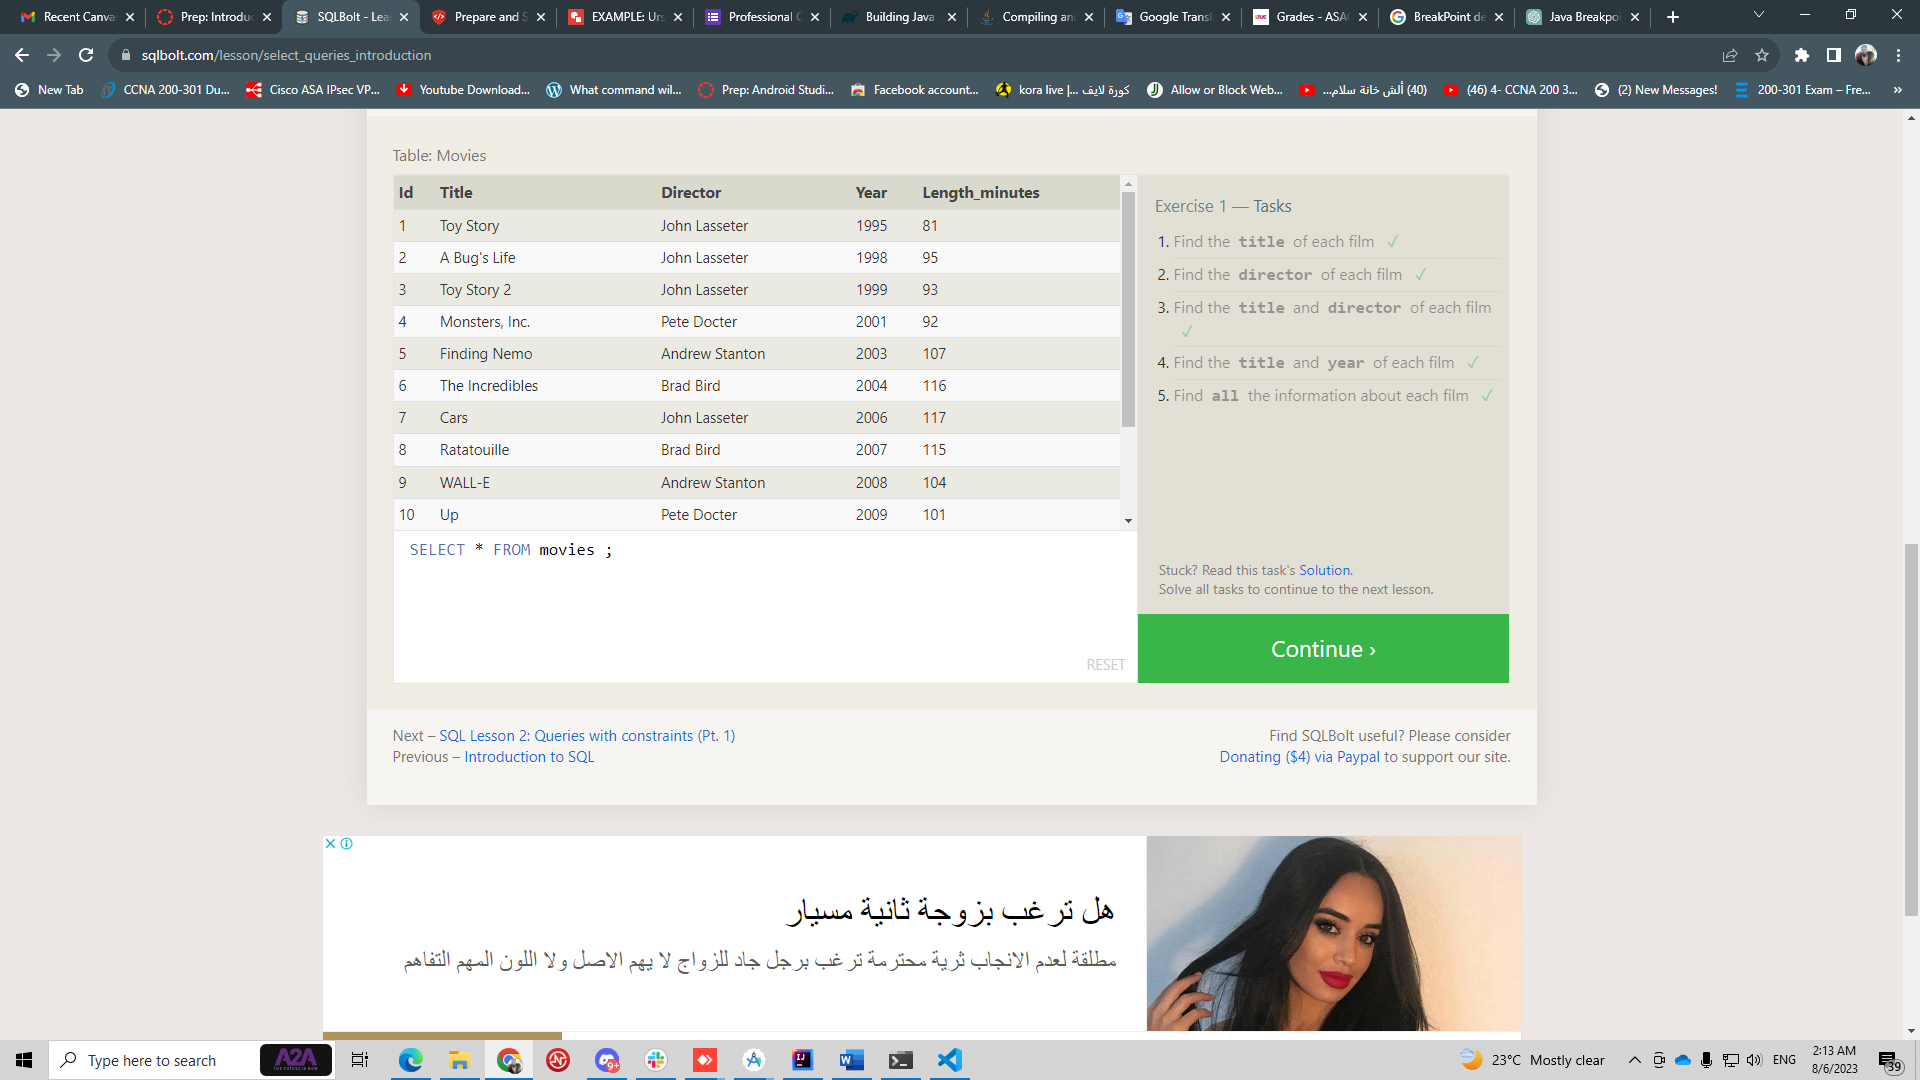 Recent Canva
Prep: Introdu
SQLBolt - Lea
Prepare and S
EXAMPLE: Urs
Professional C
Building Java
Compiling an
Google Transl
Grades - ASA
BreakPoint de
Java Breakpoi
sqlbolt.com/lesson/select_queries_introduction
New Tab
CCNA 200-301 Du...
Cisco ASA IPsec VP...
Youtube Download...
What command wil...
Prep: Android Studi...
Facebook account...
كورة لايف ... | kora live
Allow or Block Web...
(40) ألش خانة سلام...
(46) 4- CCNA 200 3...
(2) New Messages!
200-301 Exam – Fre...
»
Table: Movies
Id Title Director Year Length_minutes
1 Toy Story John Lasseter 1995 81
2 A Bug's Life John Lasseter 1998 95
3 Toy Story 2 John Lasseter 1999 93
4 Monsters, Inc. Pete Docter 2001 92
5 Finding Nemo Andrew Stanton 2003 107
6 The Incredibles Brad Bird 2004 116
7 Cars John Lasseter 2006 117
8 Ratatouille Brad Bird 2007 115
9 WALL-E Andrew Stanton 2008 104
10 Up Pete Docter 2009 101
SELECT * FROM movies ;
RESET
Exercise 1 — Tasks
1. Find the title of each film ✓
2. Find the director of each film ✓
3. Find the title and director of each film
✓
4. Find the title and year of each film ✓
5. Find all the information about each film ✓
Stuck? Read this task's Solution.
Solve all tasks to continue to the next lesson.
Continue ›
Next – SQL Lesson 2: Queries with constraints (Pt. 1)
Previous – Introduction to SQL
Find SQLBolt useful? Please consider
Donating ($4) via Paypal to support our site.
هل ترغب بزوجة ثانية مسيار
مطلقة لعدم الانجاب ثرية محترمة ترغب برجل جاد للزواج لا يهم الاصل ولا اللون المهم التفاهم
Type here to search
A2A
9+
23°C Mostly clear
ENG
2:13 AM
8/6/2023
39